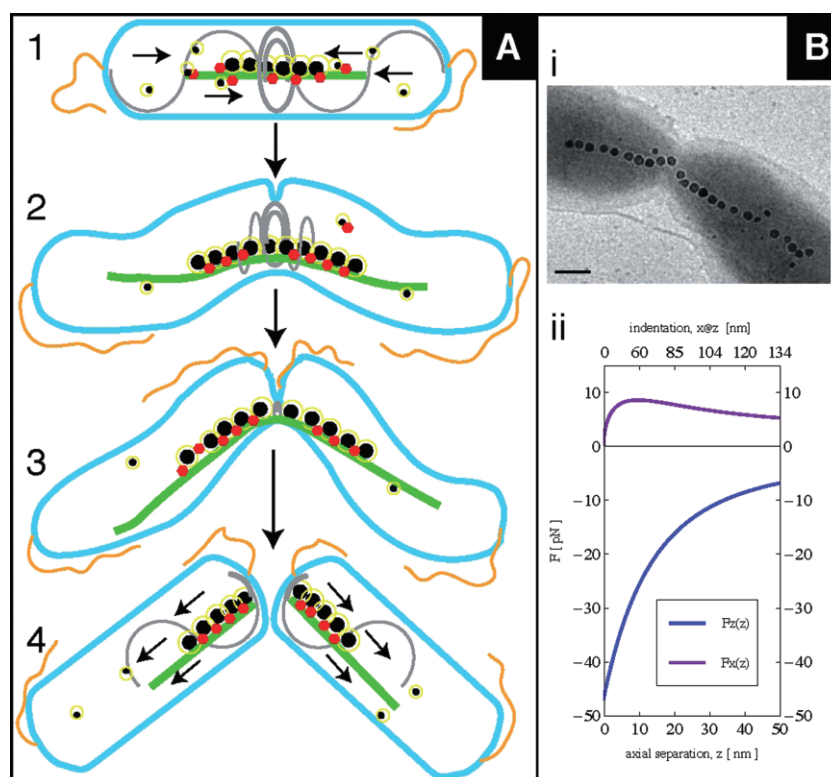 A
1
2
3
4
B
i
ii
indentation, x@z [nm]
0 60 85 104 120 134
10 10
0 0
−10 −10
−20 −20
−30 −30
−40 −40
−50 −50
F [ pN ]
Fz(z)
Fx(z)
0 10 20 30 40 50
axial separation, z [ nm ]